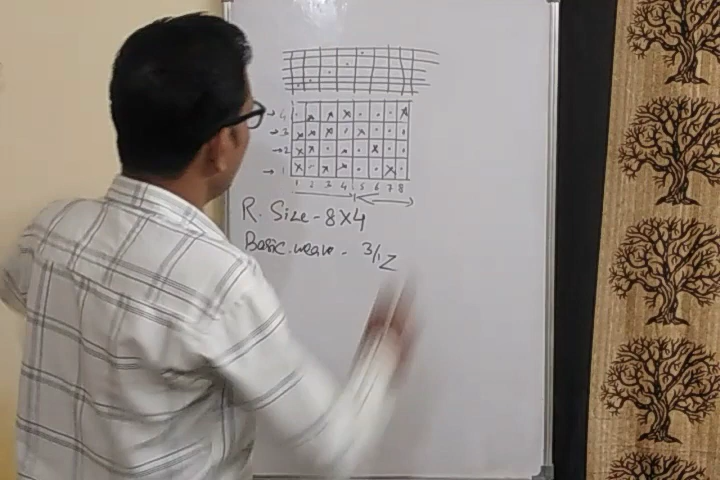 → 4
→ 3
→ 2
→ 1
1 2 3 4 5 6 7 8
R. Size - 8x4
Basic. weave - 3/1 Z